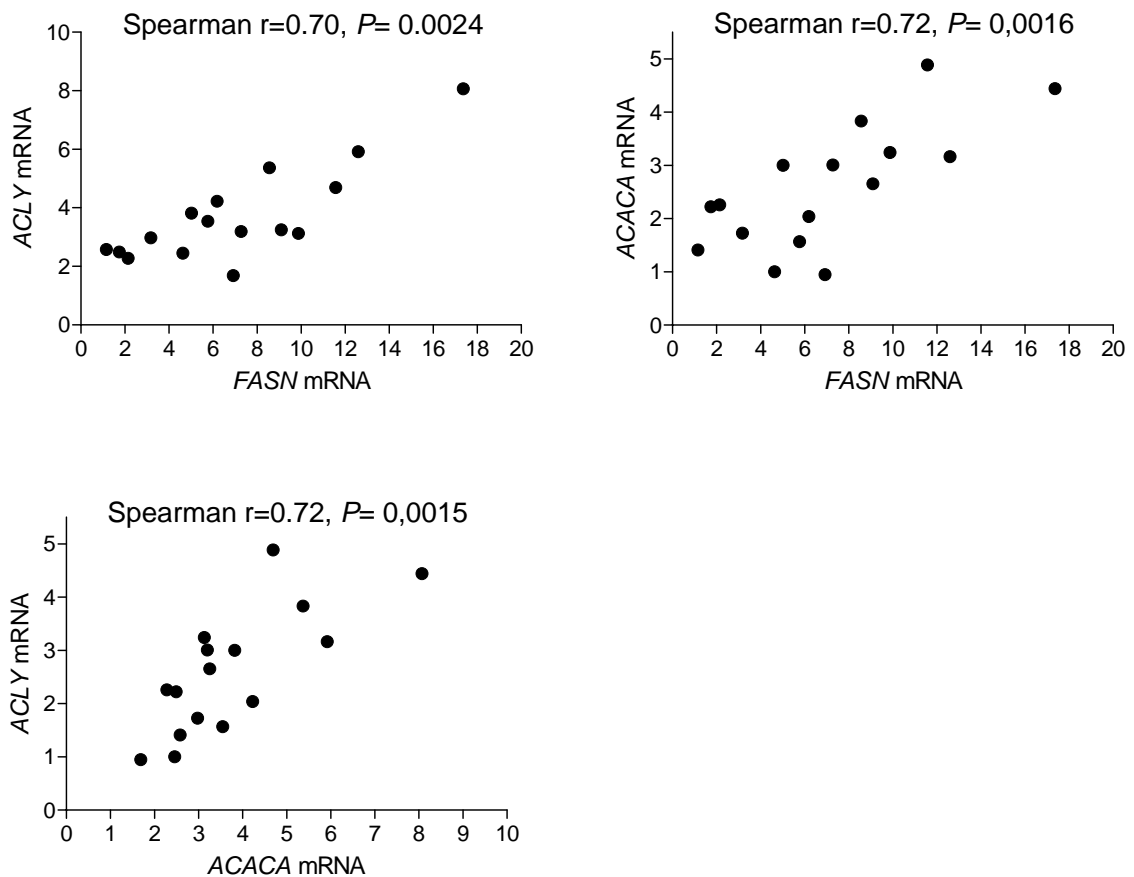 Spearman r=0.70, P= 0.0024
10
8
6
4
2
0
ACLY mRNA
0 2 4 6 8 10 12 14 16 18 20
FASN mRNA
Spearman r=0.72, P= 0,0016
5
4
3
2
1
0
ACACA mRNA
0 2 4 6 8 10 12 14 16 18 20
FASN mRNA
Spearman r=0.72, P= 0,0015
5
4
3
2
1
0
ACLY mRNA
0 1 2 3 4 5 6 7 8 9 10
ACACA mRNA